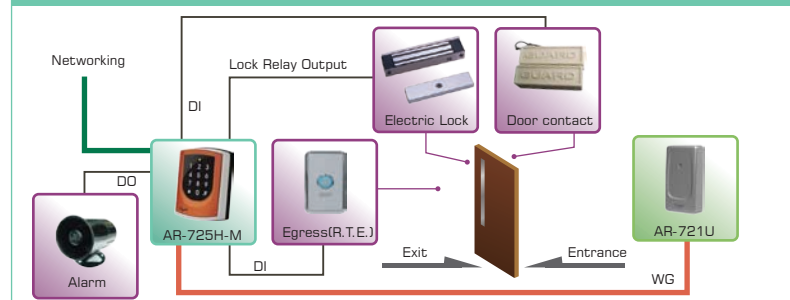 Networking
Lock Relay Output
DI
GUARD
GUARD
Electric Lock
Door contact
DO
AR-725H-M
Egress(R.T.E.)
AR-721U
Alarm
DI
Exit
Entrance
WG